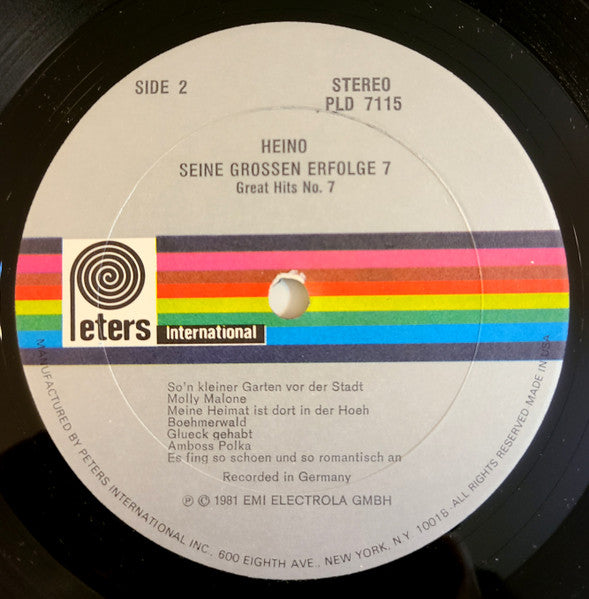 SIDE 2
STEREO
PLD 7115
HEINO
SEINE GROSSEN ERFOLGE 7
Great Hits No. 7
Peters International
So'n kleiner Garten vor der Stadt
Molly Malone
Meine Heimat ist dort in der Hoeh
Boehmerwald
Glueck gehabt
Amboss Polka
Es fing so schoen und so romantisch an
Recorded in Germany
℗ © 1981 EMI ELECTROLA GMBH
MANUFACTURED BY PETERS INTERNATIONAL INC., 600 EIGHTH AVE., NEW YORK, N.Y. 10018 - ALL RIGHTS RESERVED MADE IN USA